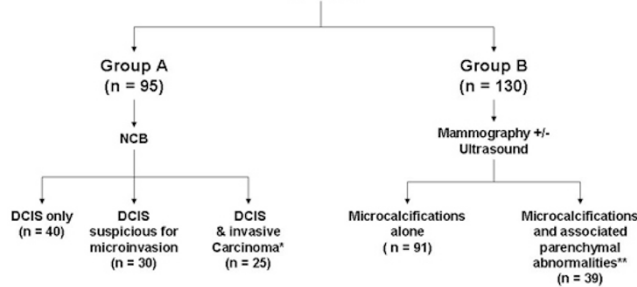 Group A
(n = 95)
Group B
(n = 130)
NCB
Mammography +/-
Ultrasound
DCIS only
(n = 40)
DCIS
suspicious for
microinvasion
(n = 30)
DCIS
& invasive
Carcinoma*
(n = 25)
Microcalcifications
alone
( n = 91)
Microcalcifications
and associated
parenchymal
abnormalities**
(n = 39)